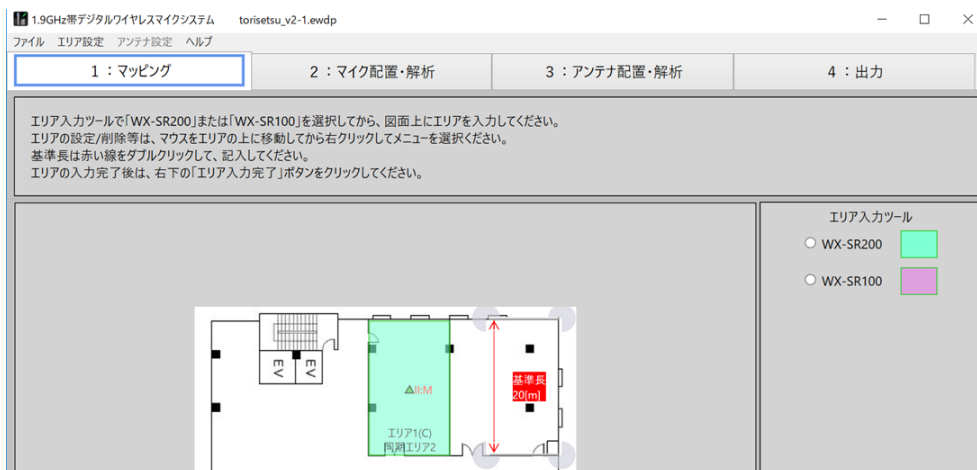 1.9GHz帯デジタルワイヤレスマイクシステム torisetsu_v2-1.ewdp
ファイル エリア設定 アンテナ設定 ヘルプ
1：マッピング 2：マイク配置・解析 3：アンテナ配置・解析 4：出力
エリア入力ツールで「WX-SR200」または「WX-SR100」を選択してから、図面上にエリアを入力してください。
エリアの設定/削除等は、マウスをエリアの上に移動してから右クリックしてメニューを選択ください。
基準長は赤い線をダブルクリックして、記入してください。
エリアの入力完了後は、右下の「エリア入力完了」ボタンをクリックしてください。
エリア入力ツール
WX-SR200
WX-SR100
EV EV
II:M
基準長
20[m]
エリア1(C)
同期エリア2